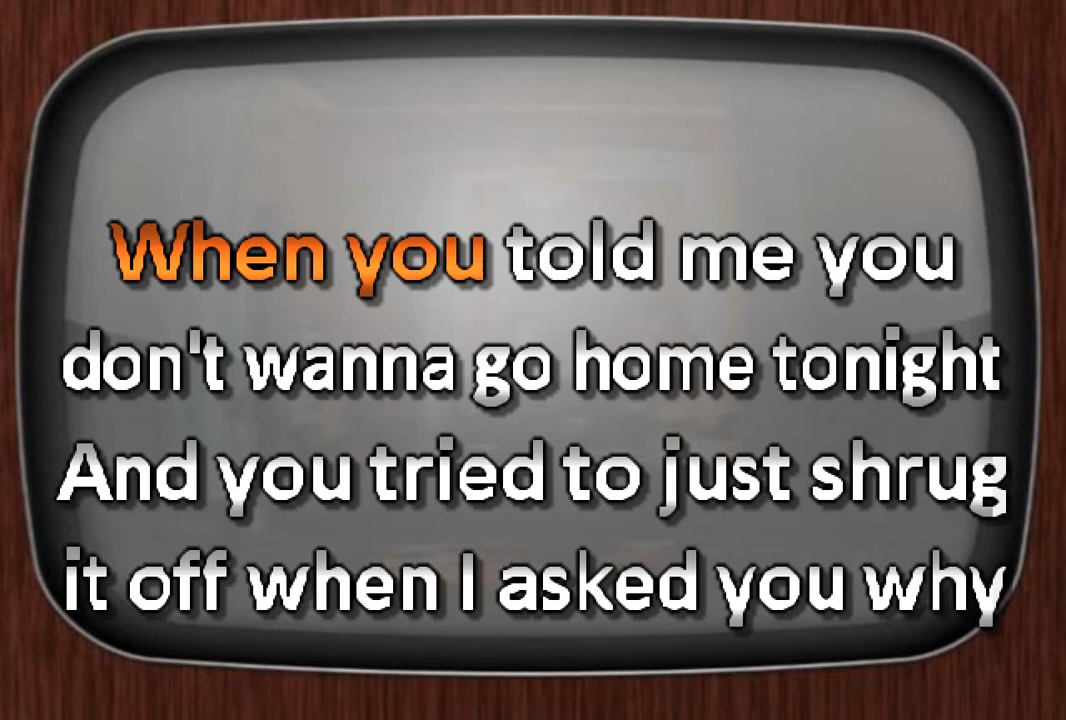 When you told me you
don't wanna go home tonight
And you tried to just shrug
it off when I asked you why